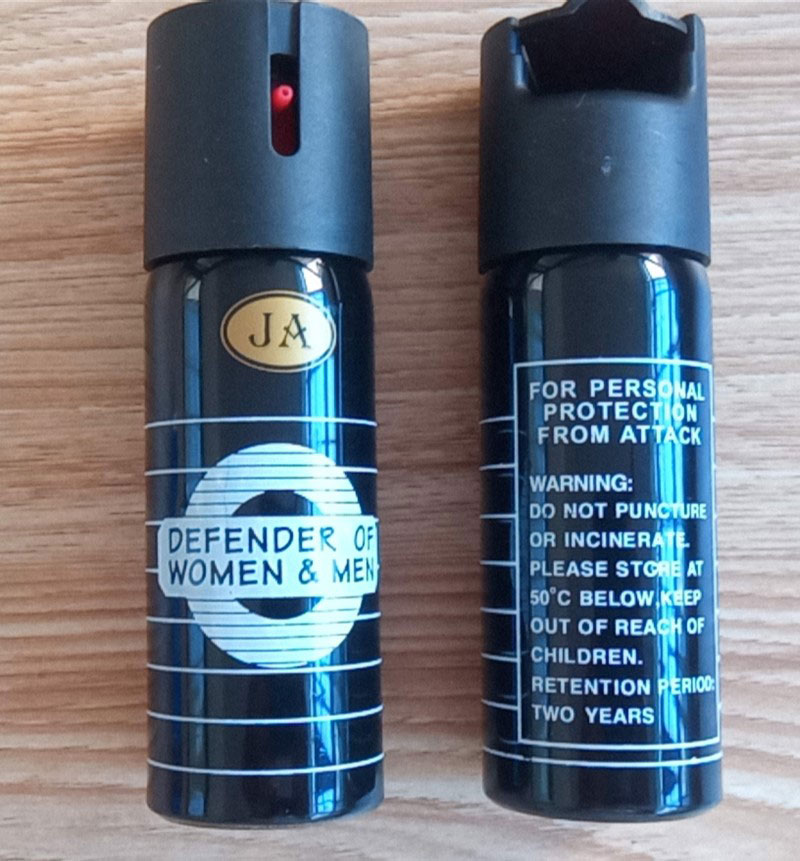 JA
DEFENDER OF
WOMEN & MEN
FOR PERSONAL
PROTECTION
FROM ATTACK
WARNING:
DO NOT PUNCTURE
OR INCINERATE.
PLEASE STORE AT
50°C BELOW,KEEP
OUT OF REACH OF
CHILDREN.
RETENTION PERIOD:
TWO YEARS